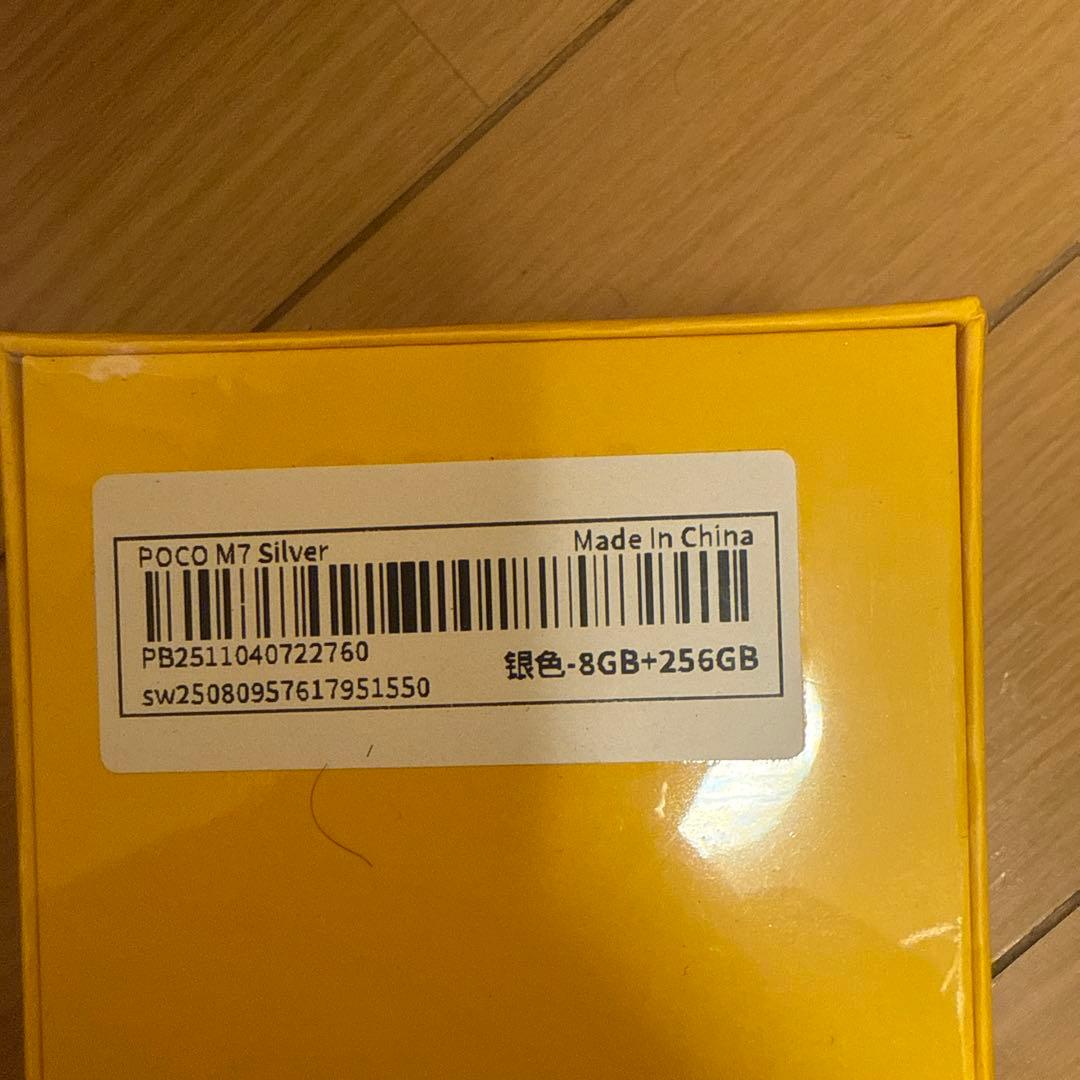 POCO M7 Silver
Made In China
PB2511040722760
sw25080957617951550
银色-8GB+256GB